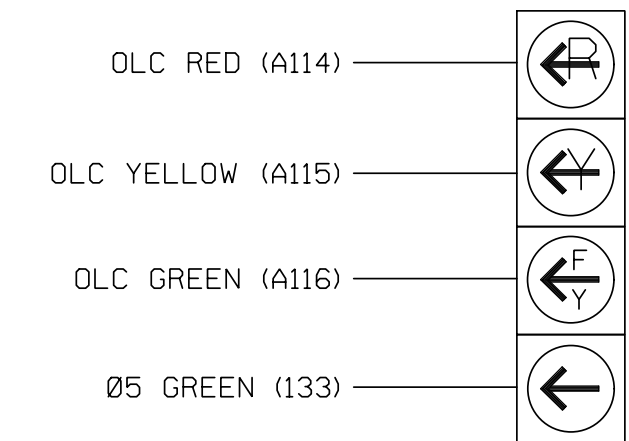 OLC RED (A114)
R
OLC YELLOW (A115)
Y
OLC GREEN (A116)
F
Y
Ø5 GREEN (133)